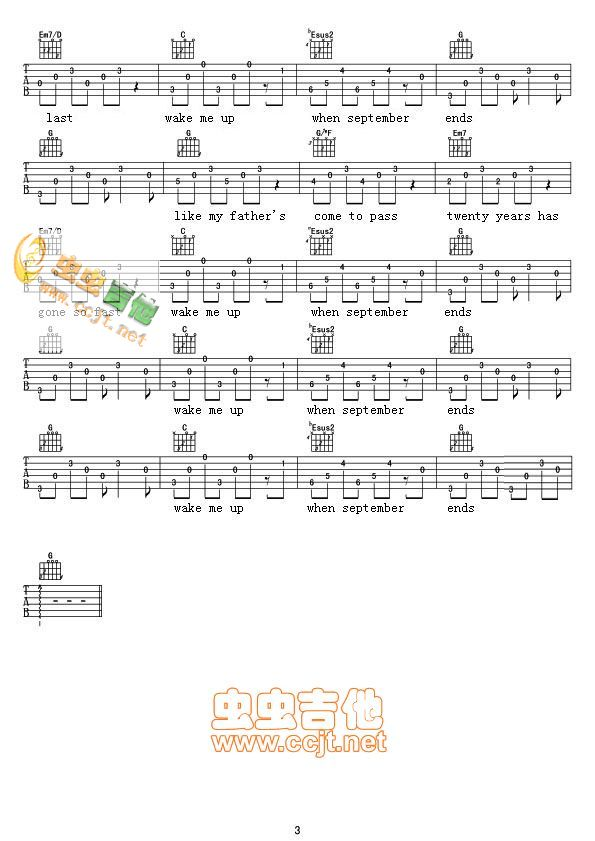 Em7/D C ♭Esus2 G
last wake me up when september ends
G G G/♯F Em7
like my father's come to pass twenty years has
Em7/D C ♭Esus2 G
gone so fast wake me up when september ends
G C ♭Esus2 G
wake me up when september ends
G C ♭Esus2 G
wake me up when september ends
G
T A B
虫虫吉他
www.ccjt.net
虫虫吉他
www.ccjt.net
3